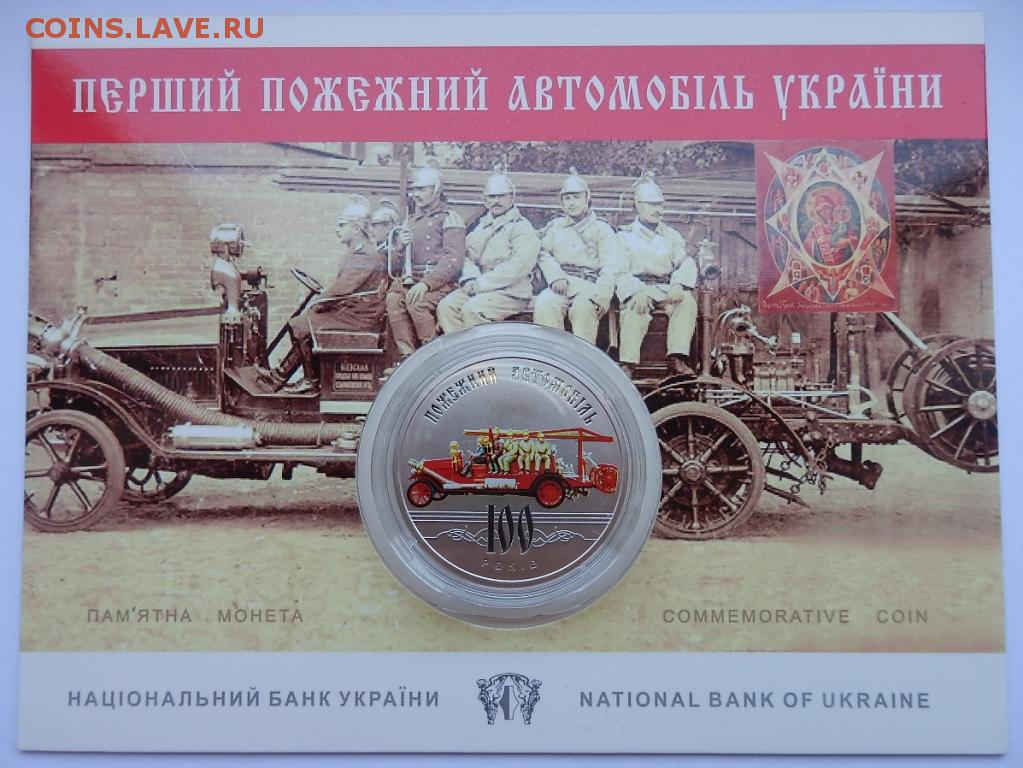 COINS.LAVE.RU
ПЕРШИЙ ПОЖЕЖНИЙ АВТОМОБІЛЬ УКРАЇНИ
КІЕВСКАЯ
ПОЖЕЖНИЙ АВТОМОБІЛЬ
100
РОКІВ
ПАМ'ЯТНА МОНЕТА
COMMEMORATIVE COIN
НАЦІОНАЛЬНИЙ БАНК УКРАЇНИ
NATIONAL BANK OF UKRAINE